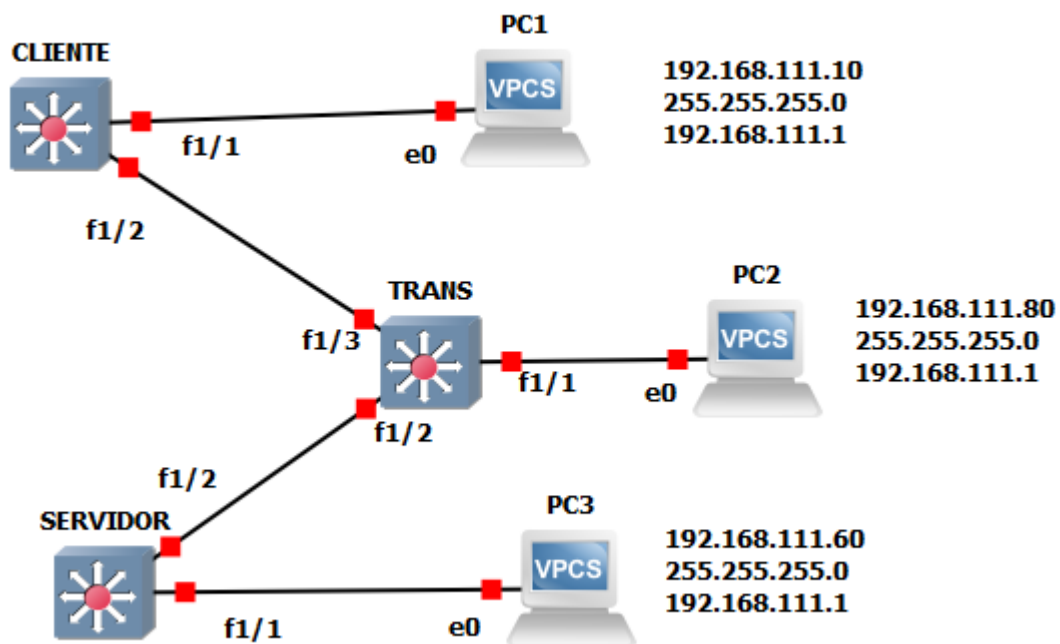 PC1
CLIENTE
VPCS
192.168.111.10
255.255.255.0
192.168.111.1
f1/1
e0
f1/2
TRANS
PC2
f1/3
VPCS
192.168.111.80
255.255.255.0
192.168.111.1
f1/1
e0
f1/2
f1/2
SERVIDOR
PC3
VPCS
192.168.111.60
255.255.255.0
192.168.111.1
f1/1
e0